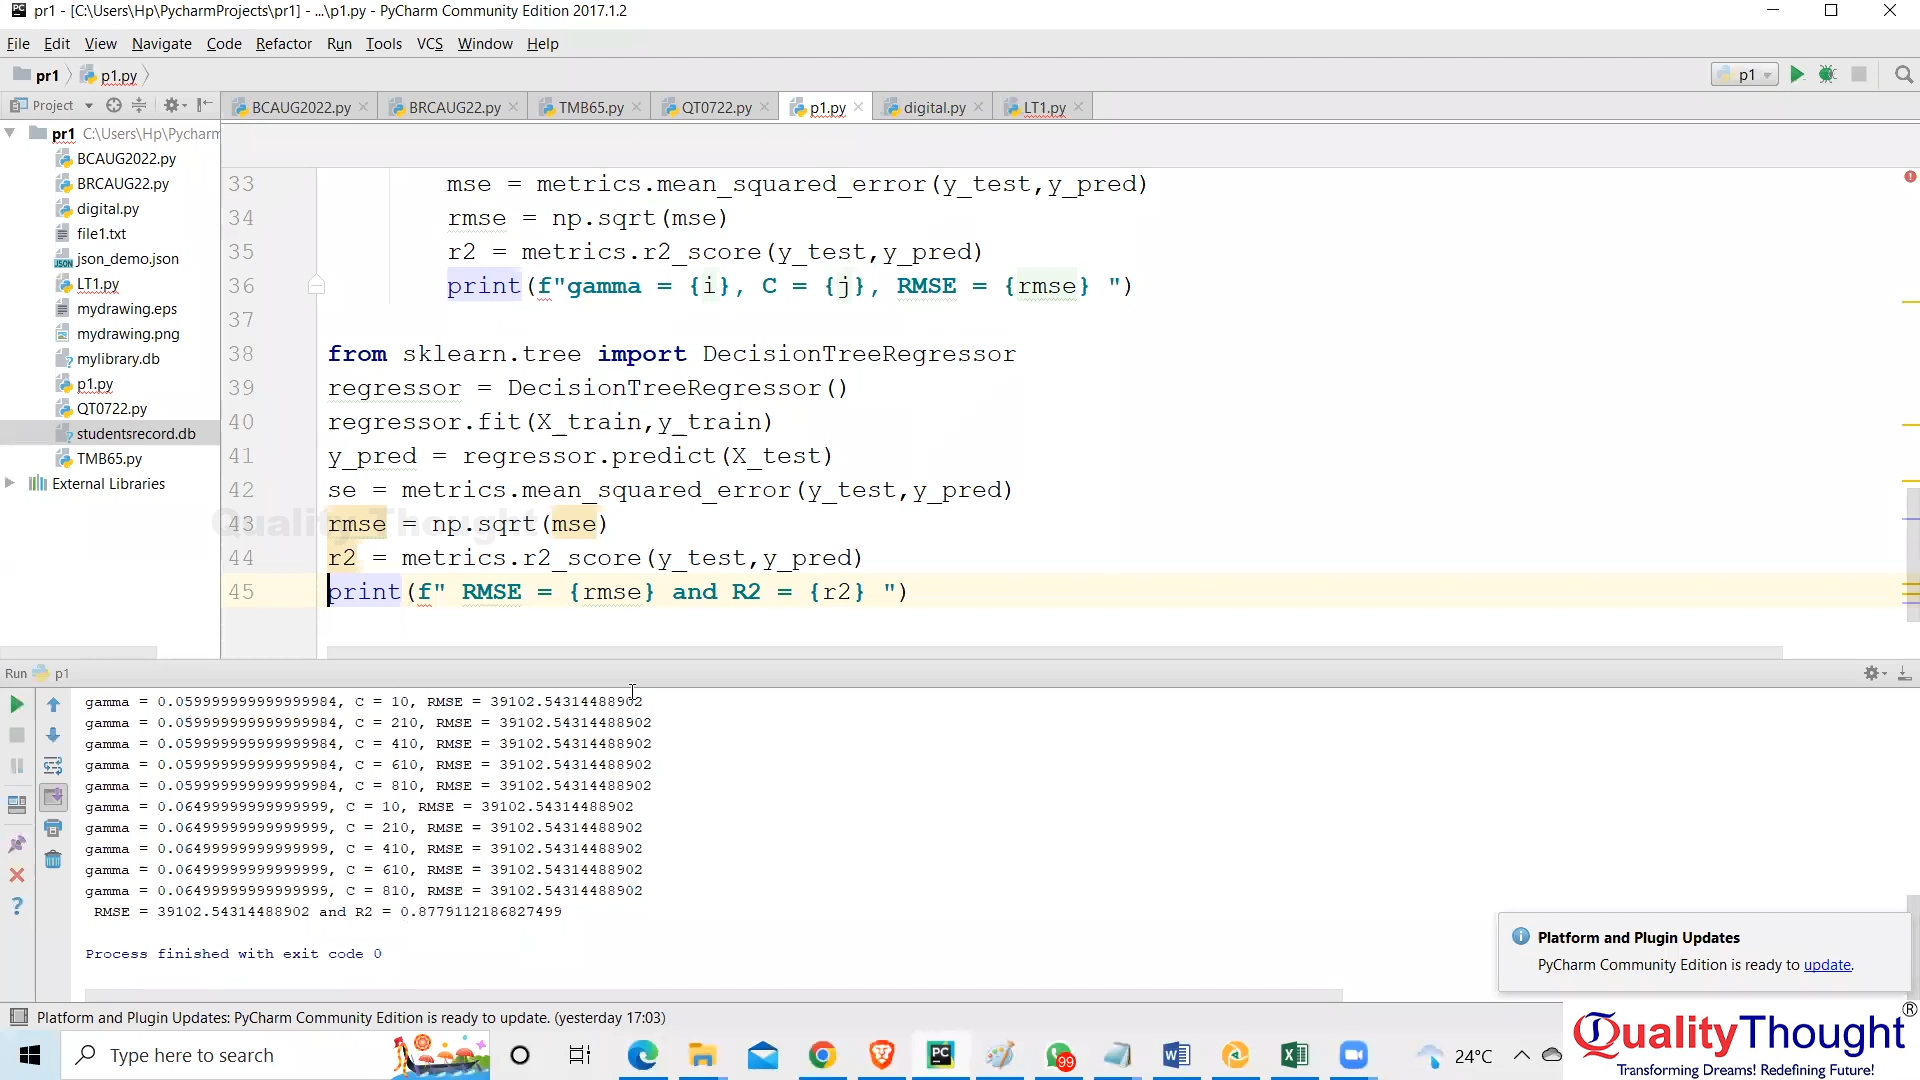 pr1 - [C:\Users\Hp\PycharmProjects\pr1] - ...\p1.py - PyCharm Community Edition 2017.1.2
File Edit View Navigate Code Refactor Run Tools VCS Window Help
pr1 p1.py p1
Project BCAUG2022.py BRCAUG22.py TMB65.py QT0722.py p1.py digital.py LT1.py
pr1 C:\Users\Hp\Pycharm
BCAUG2022.py
BRCAUG22.py
digital.py
file1.txt
json_demo.json
LT1.py
mydrawing.eps
mydrawing.png
mylibrary.db
p1.py
QT0722.py
studentsrecord.db
TMB65.py
External Libraries
33 mse = metrics.mean_squared_error(y_test,y_pred)
34 rmse = np.sqrt(mse)
35 r2 = metrics.r2_score(y_test,y_pred)
36 print(f"gamma = {i}, C = {j}, RMSE = {rmse} ")
37
38 from sklearn.tree import DecisionTreeRegressor
39 regressor = DecisionTreeRegressor()
40 regressor.fit(X_train,y_train)
41 y_pred = regressor.predict(X_test)
42 se = metrics.mean_squared_error(y_test,y_pred)
43 rmse = np.sqrt(mse)
44 r2 = metrics.r2_score(y_test,y_pred)
45 print(f" RMSE = {rmse} and R2 = {r2} ")
Quality Thought
Run p1
gamma = 0.059999999999999984, C = 10, RMSE = 39102.54314488902
gamma = 0.059999999999999984, C = 210, RMSE = 39102.54314488902
gamma = 0.059999999999999984, C = 410, RMSE = 39102.54314488902
gamma = 0.059999999999999984, C = 610, RMSE = 39102.54314488902
gamma = 0.059999999999999984, C = 810, RMSE = 39102.54314488902
gamma = 0.06499999999999999, C = 10, RMSE = 39102.54314488902
gamma = 0.06499999999999999, C = 210, RMSE = 39102.54314488902
gamma = 0.06499999999999999, C = 410, RMSE = 39102.54314488902
gamma = 0.06499999999999999, C = 610, RMSE = 39102.54314488902
gamma = 0.06499999999999999, C = 810, RMSE = 39102.54314488902
RMSE = 39102.54314488902 and R2 = 0.8779112186827499
Process finished with exit code 0
Platform and Plugin Updates
PyCharm Community Edition is ready to update.
Platform and Plugin Updates: PyCharm Community Edition is ready to update. (yesterday 17:03)
Type here to search
99
24°C
QualityThought®
Transforming Dreams! Redefining Future!